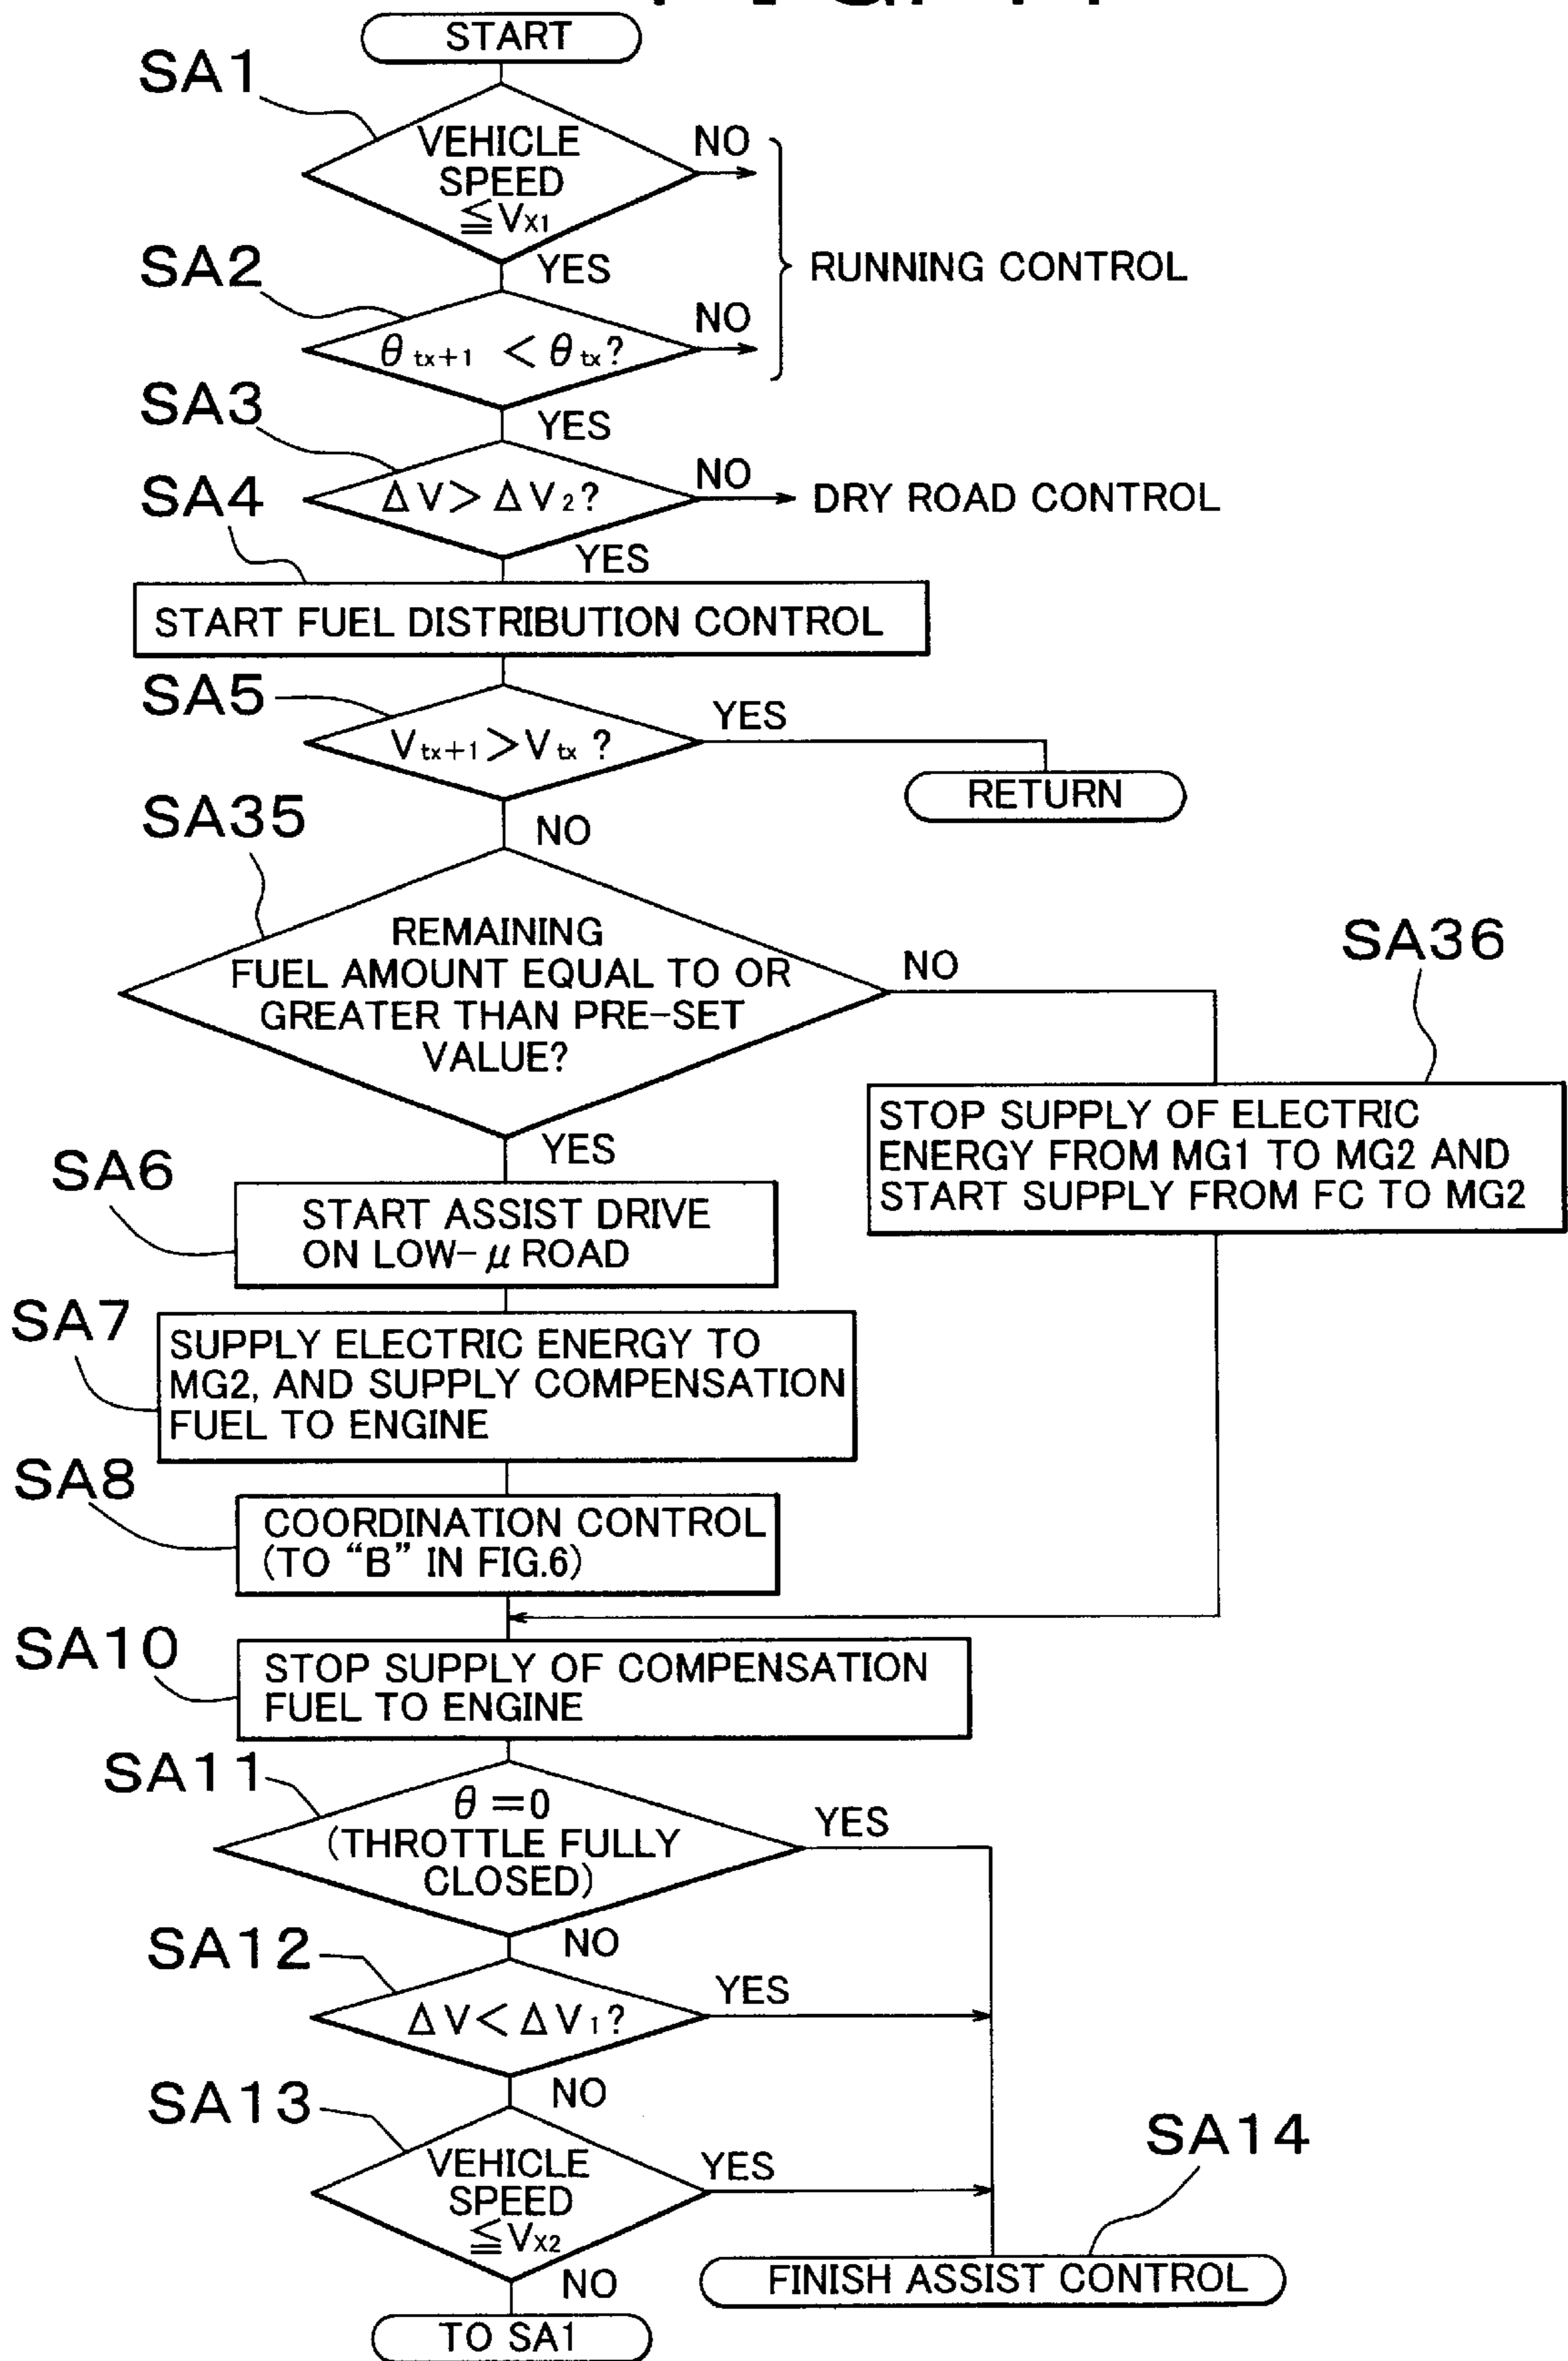 START
SA1
VEHICLE
SPEED
≦VX1
NO
YES
RUNNING CONTROL
SA2
θtx+1 < θtx?
NO
YES
SA3
ΔV> ΔV2?
NO
DRY ROAD CONTROL
YES
SA4
START FUEL DISTRIBUTION CONTROL
SA5
Vtx+1>Vtx ?
YES
RETURN
NO
SA35
REMAINING
FUEL AMOUNT EQUAL TO OR
GREATER THAN PRE-SET
VALUE?
NO
SA36
STOP SUPPLY OF ELECTRIC
ENERGY FROM MG1 TO MG2 AND
START SUPPLY FROM FC TO MG2
YES
SA6
START ASSIST DRIVE
ON LOW-μ ROAD
SA7
SUPPLY ELECTRIC ENERGY TO
MG2, AND SUPPLY COMPENSATION
FUEL TO ENGINE
SA8
COORDINATION CONTROL
(TO “B” IN FIG.6)
SA10
STOP SUPPLY OF COMPENSATION
FUEL TO ENGINE
SA11
θ=0
(THROTTLE FULLY
CLOSED)
YES
NO
SA12
ΔV<ΔV1?
YES
NO
SA13
VEHICLE
SPEED
≦VX2
YES
SA14
FINISH ASSIST CONTROL
NO
TO SA1